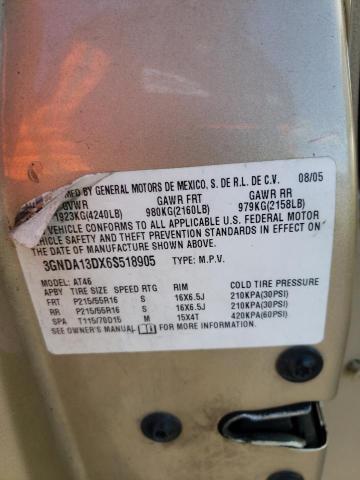 BY GENERAL MOTORS DE MEXICO, S. DE R.L. DE C.V. 08/05
GVWR GAWR FRT GAWR RR
1923KG(4240LB) 980KG(2160LB) 979KG(2158LB)
VEHICLE CONFORMS TO ALL APPLICABLE U.S. FEDERAL MOTOR
VEHICLE SAFETY AND THEFT PREVENTION STANDARDS IN EFFECT ON
THE DATE OF MANUFACTURE SHOWN ABOVE.
3GNDA13DX6S518905 TYPE: M.P.V.
MODEL: AT46
APBY TIRE SIZE SPEED RTG RIM COLD TIRE PRESSURE
FRT P215/55R16 S 16X6.5J 210KPA(30PSI)
RR P215/55R16 S 16X6.5J 210KPA(30PSI)
SPA T115/70D15 M 15X4T 420KPA(60PSI)
SEE OWNER'S MANUAL FOR MORE INFORMATION.